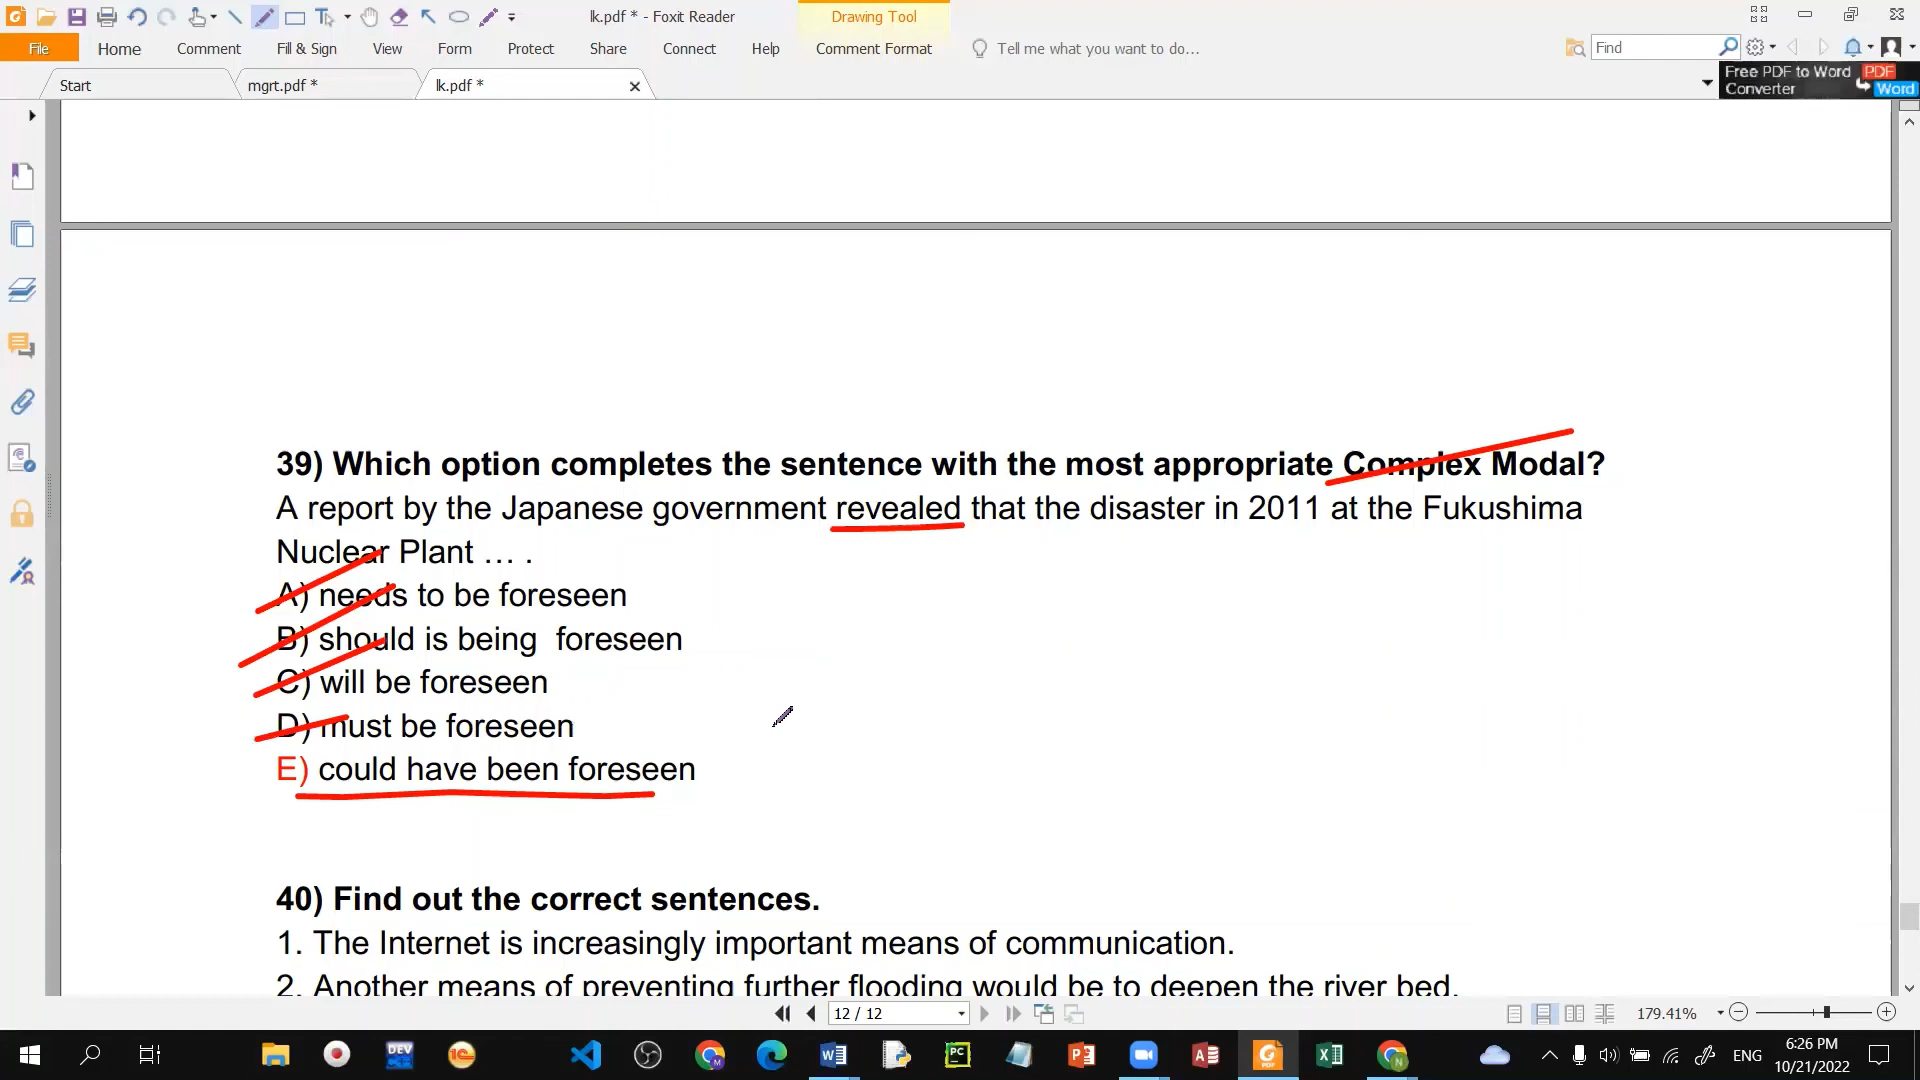 lk.pdf * - Foxit Reader
Drawing Tool
File Home Comment Fill & Sign View Form Protect Share Connect Help Comment Format Tell me what you want to do... Find
Start mgrt.pdf * lk.pdf *
Free PDF to Word Converter PDF Word
39) Which option completes the sentence with the most appropriate Complex Modal?
A report by the Japanese government revealed that the disaster in 2011 at the Fukushima
Nuclear Plant … .
A) needs to be foreseen
B) should is being foreseen
C) will be foreseen
D) must be foreseen
E) could have been foreseen
40) Find out the correct sentences.
1. The Internet is increasingly important means of communication.
2. Another means of preventing further flooding would be to deepen the river bed.
12 / 12 179.41%
DEV PC ENG 6:26 PM
10/21/2022